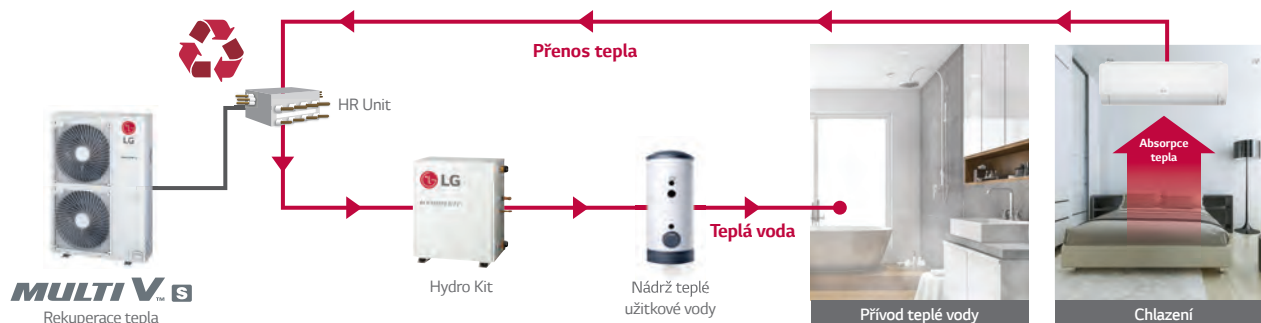 Přenos tepla
HR Unit
LG
Absorpce
tepla
LG
Teplá voda
MULTI V™ S
Rekuperace tepla
Hydro Kit
Nádrž teplé
užitkové vody
Přívod teplé vody
Chlazení